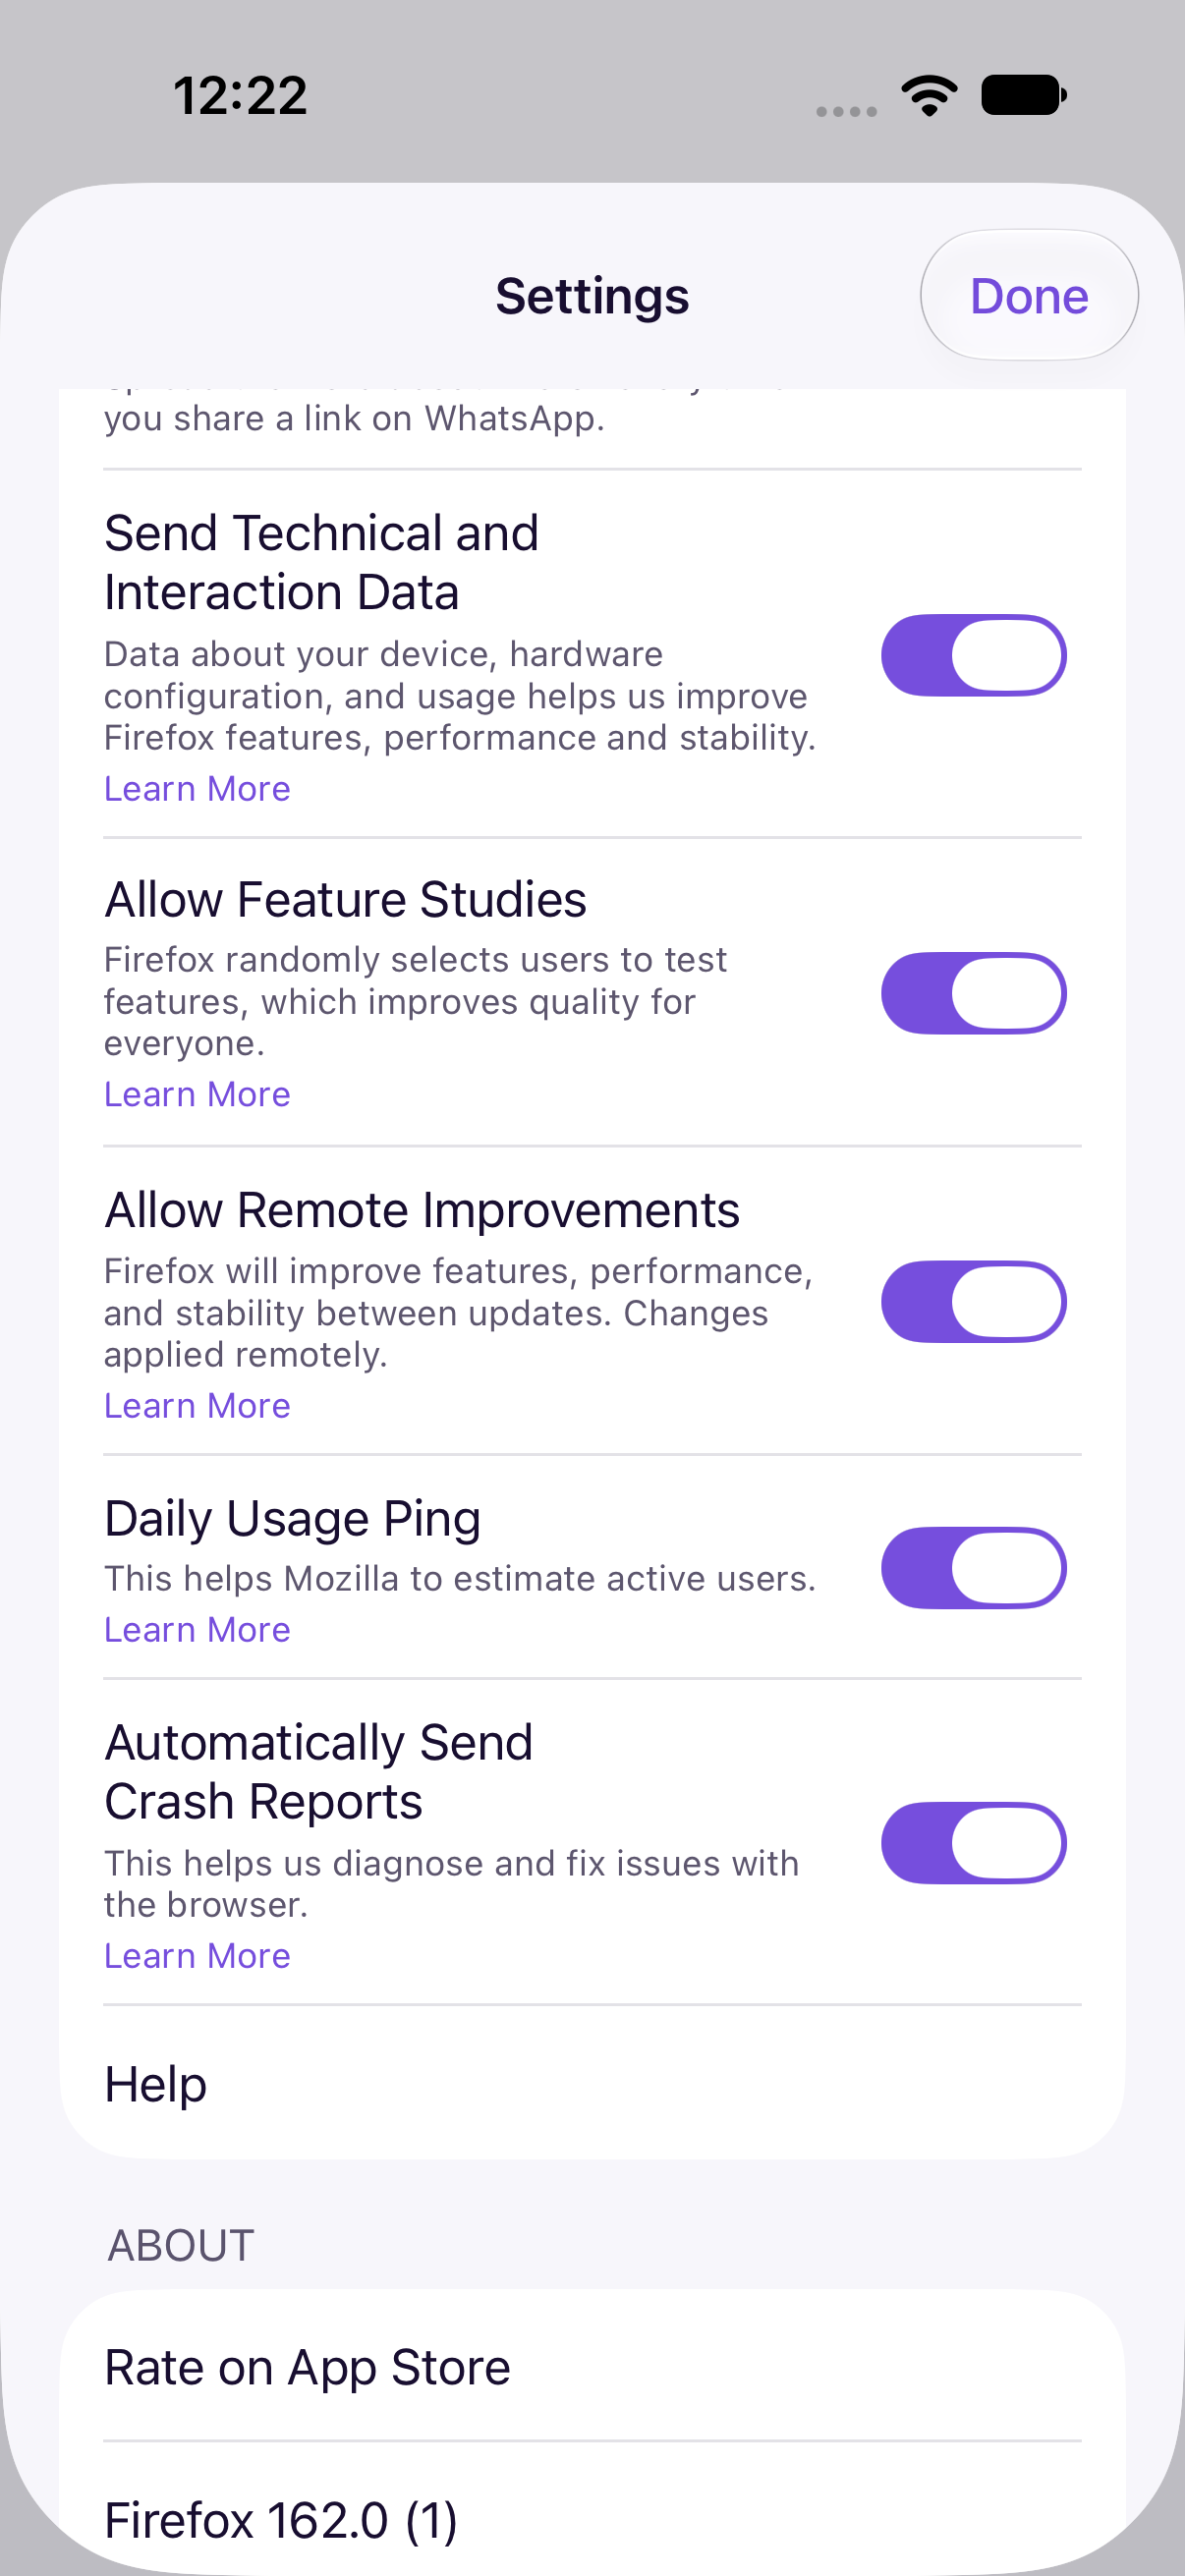 12:22
Settings
Done
you share a link on WhatsApp.
Send Technical and
Interaction Data
Data about your device, hardware
configuration, and usage helps us improve
Firefox features, performance and stability.
Learn More
Allow Feature Studies
Firefox randomly selects users to test
features, which improves quality for
everyone.
Learn More
Allow Remote Improvements
Firefox will improve features, performance,
and stability between updates. Changes
applied remotely.
Learn More
Daily Usage Ping
This helps Mozilla to estimate active users.
Learn More
Automatically Send
Crash Reports
This helps us diagnose and fix issues with
the browser.
Learn More
Help
ABOUT
Rate on App Store
Firefox 162.0 (1)